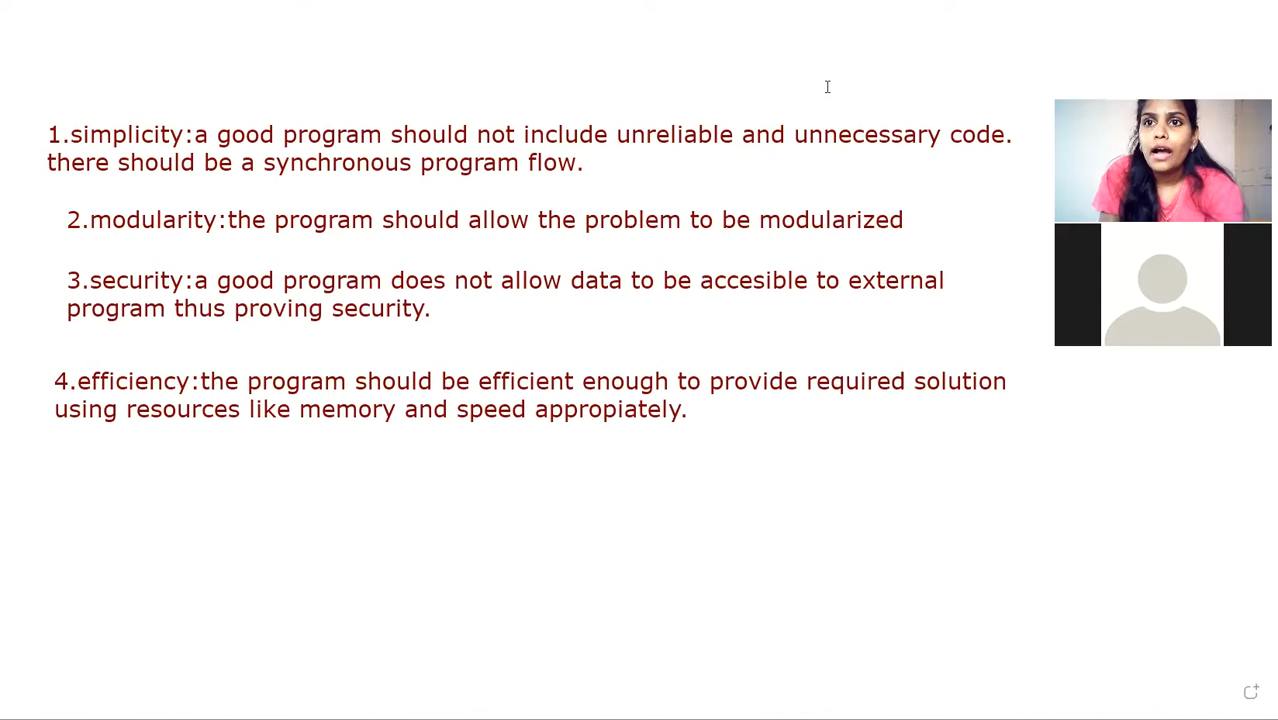 1.simplicity:a good program should not include unreliable and unnecessary code.
there should be a synchronous program flow.
2.modularity:the program should allow the problem to be modularized
3.security:a good program does not allow data to be accesible to external
program thus proving security.
4.efficiency:the program should be efficient enough to provide required solution
using resources like memory and speed appropiately.